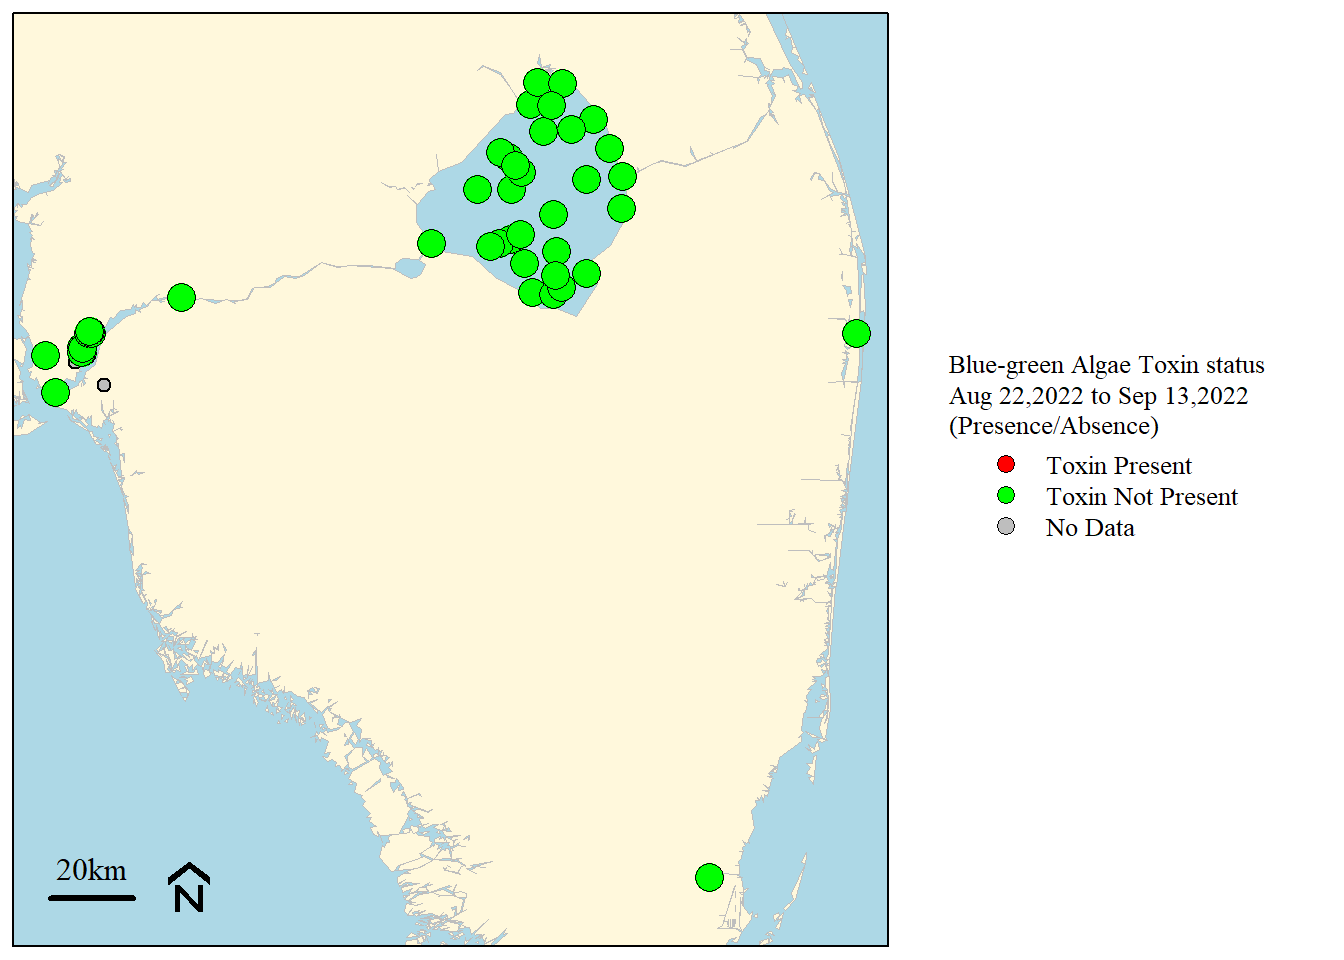 Blue-green Algae Toxin status
Aug 22,2022 to Sep 13,2022
(Presence/Absence)
Toxin Present
Toxin Not Present
No Data
20km
N